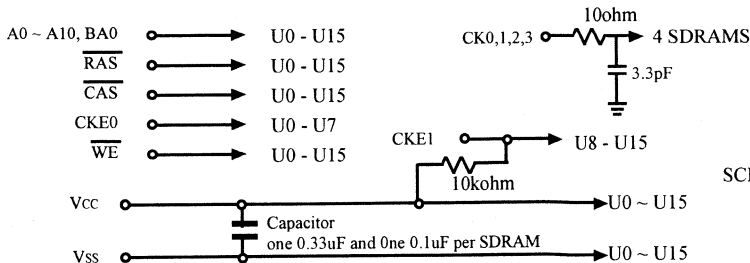 A0 ~ A10, BA0 U0 - U15
RAS U0 - U15
CAS U0 - U15
CKE0 U0 - U7
WE U0 - U15
10ohm
CK0,1,2,3 4 SDRAMS
3.3pF
CKE1 U8 - U15
10kohm
Vcc U0 ~ U15
Capacitor
one 0.33uF and 0ne 0.1uF per SDRAM
Vss U0 ~ U15
SCI